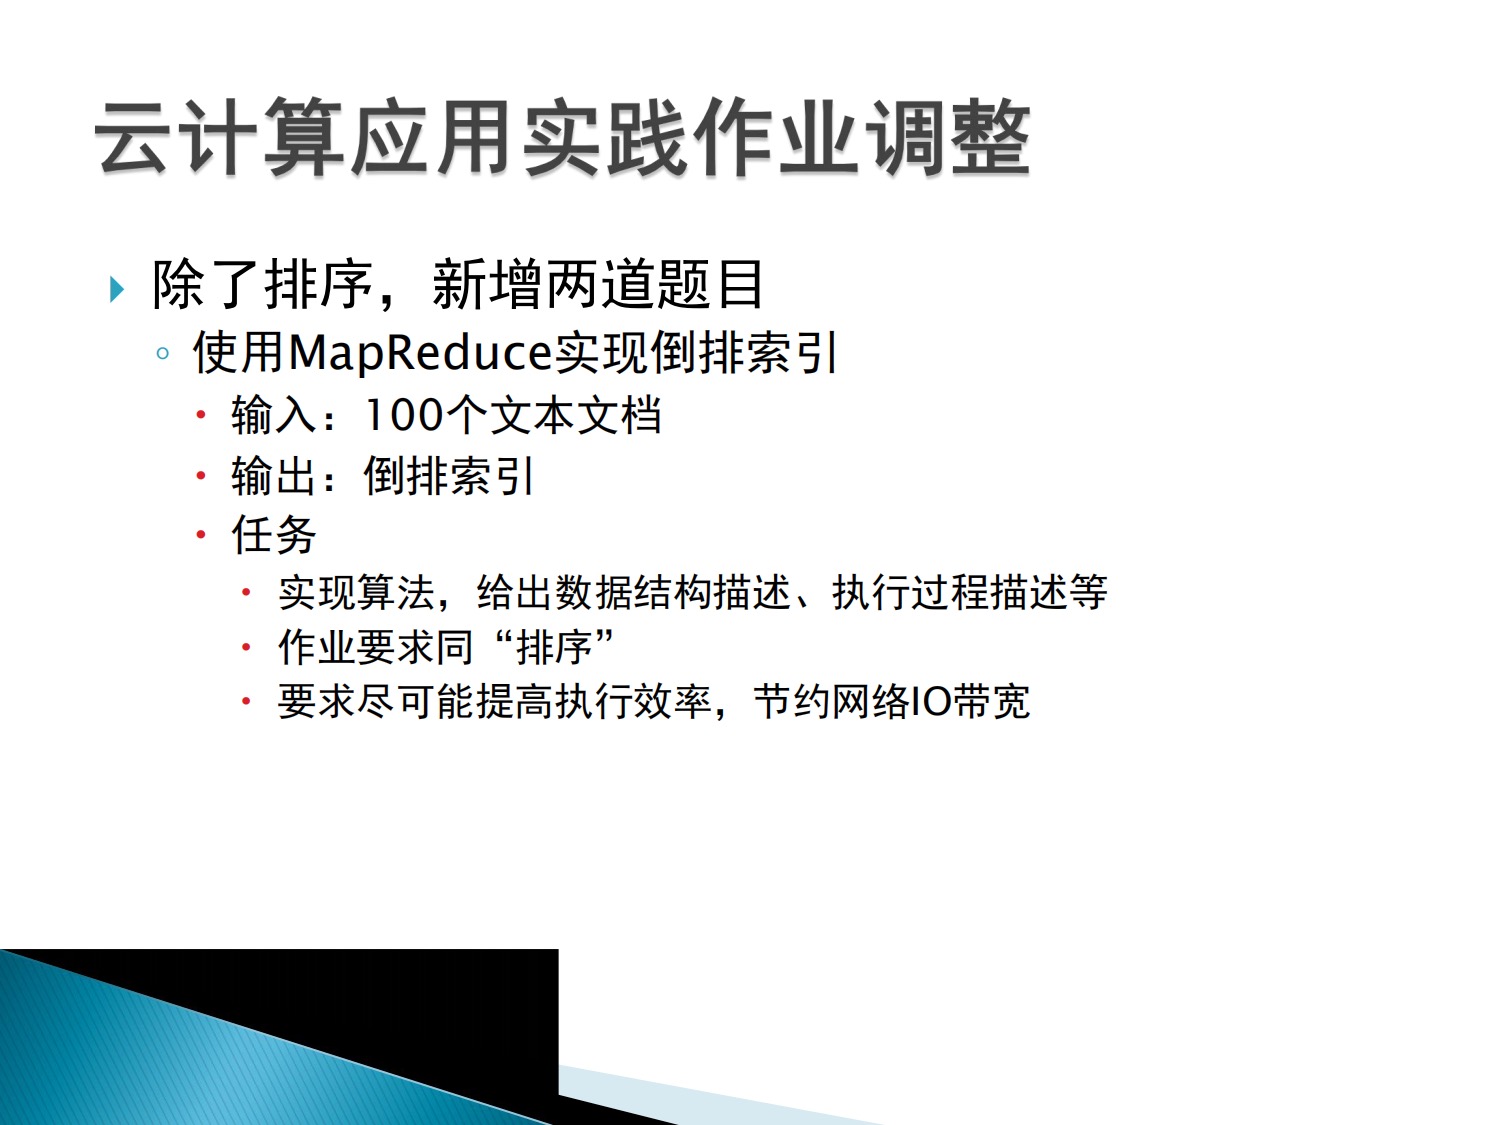 云计算应用实践作业调整
除了排序，新增两道题目
使用MapReduce实现倒排索引
输入：100个文本文档
输出：倒排索引
任务
实现算法，给出数据结构描述、执行过程描述等
作业要求同“排序”
要求尽可能提高执行效率，节约网络IO带宽